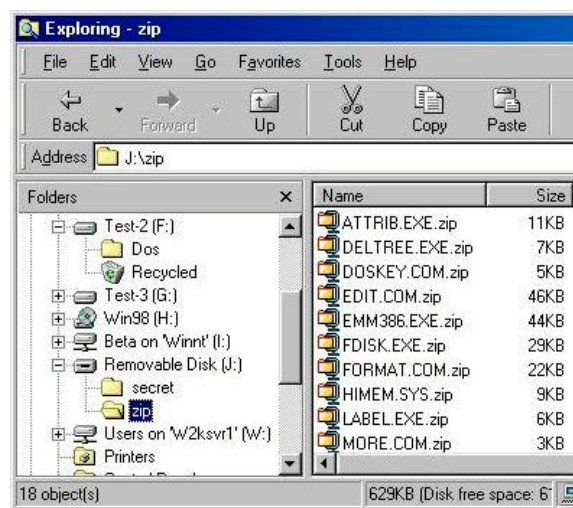 Exploring - zip
File Edit View Go Favorites Tools Help
Back Forward Up Cut Copy Paste
Address J:\zip
Folders
Test-2 (F:)
Dos
Recycled
Test-3 (G:)
Win98 (H:)
Beta on 'Winnt' (I:)
Removable Disk (J:)
secret
zip
Users on 'W2ksvr1' (W:)
Printers
Name Size
ATTRIB.EXE.zip 11KB
DELTREE.EXE.zip 7KB
DOSKEY.COM.zip 5KB
EDIT.COM.zip 46KB
EMM386.EXE.zip 44KB
FDISK.EXE.zip 29KB
FORMAT.COM.zip 22KB
HIMEM.SYS.zip 9KB
LABEL.EXE.zip 6KB
MORE.COM.zip 3KB
18 object(s) 629KB (Disk free space: 6